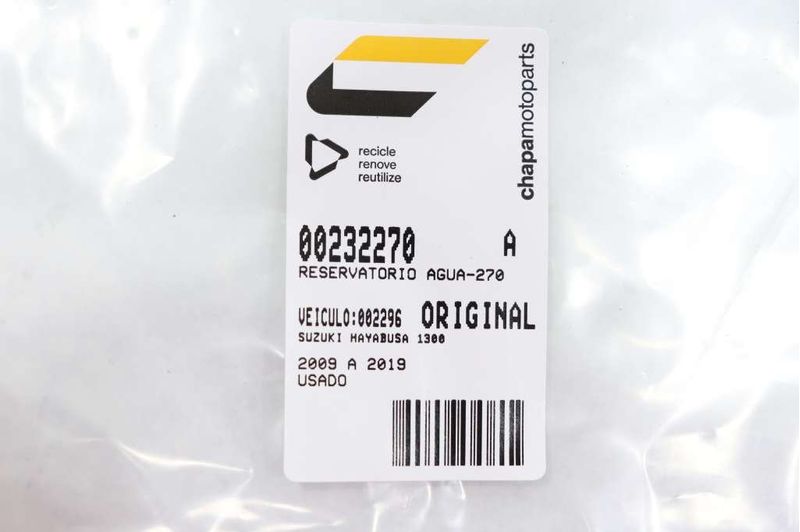 chapamotoparts
recicle
renove
reutilize
00232270 A
RESERVATORIO AGUA-270
VEICULO:002296 ORIGINAL
SUZUKI HAYABUSA 1300
2009 A 2019
USADO